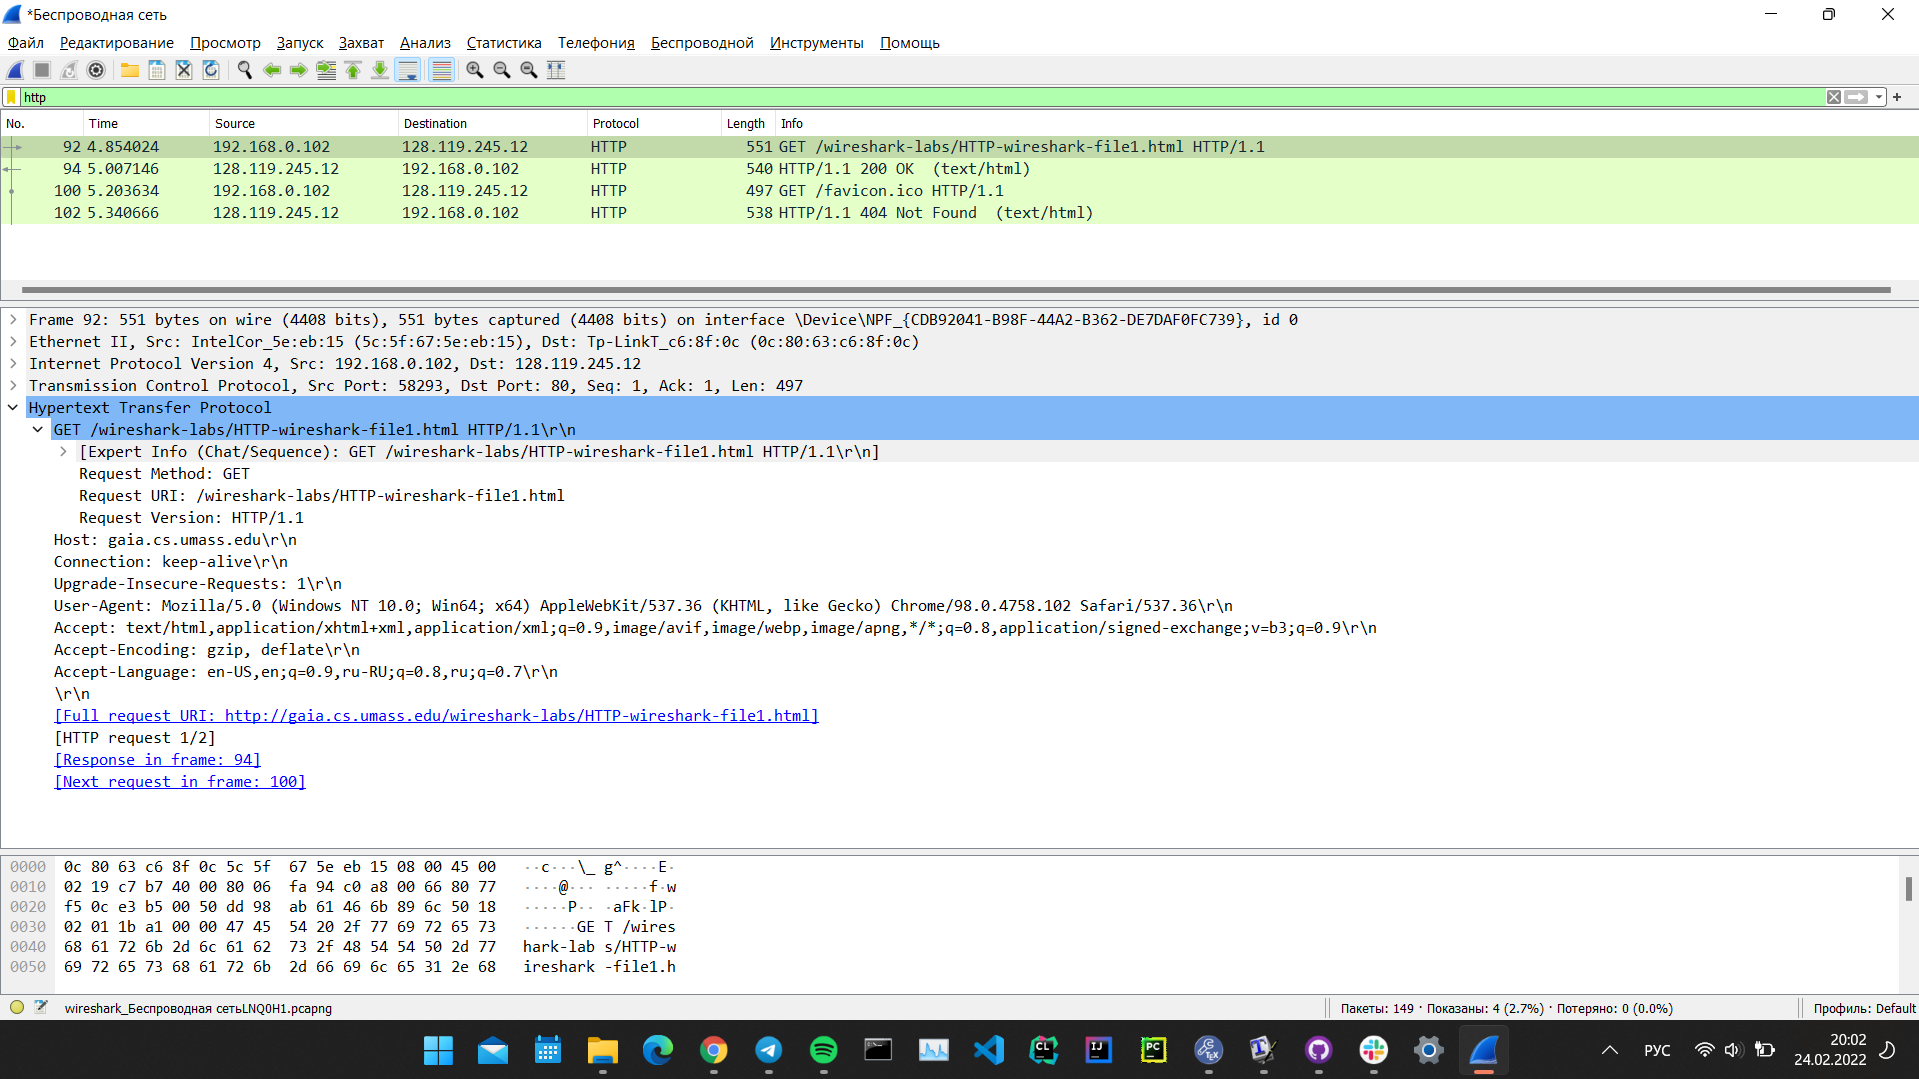 *Беспроводная сеть
Файл Редактирование Просмотр Запуск Захват Анализ Статистика Телефония Беспроводной Инструменты Помощь
http
No. Time Source Destination Protocol Length Info
92 4.854024 192.168.0.102 128.119.245.12 HTTP 551 GET /wireshark-labs/HTTP-wireshark-file1.html HTTP/1.1
94 5.007146 128.119.245.12 192.168.0.102 HTTP 540 HTTP/1.1 200 OK (text/html)
100 5.203634 192.168.0.102 128.119.245.12 HTTP 497 GET /favicon.ico HTTP/1.1
102 5.340666 128.119.245.12 192.168.0.102 HTTP 538 HTTP/1.1 404 Not Found (text/html)
Frame 92: 551 bytes on wire (4408 bits), 551 bytes captured (4408 bits) on interface \Device\NPF_{CDB92041-B98F-44A2-B362-DE7DAF0FC739}, id 0
Ethernet II, Src: IntelCor_5e:eb:15 (5c:5f:67:5e:eb:15), Dst: Tp-LinkT_c6:8f:0c (0c:80:63:c6:8f:0c)
Internet Protocol Version 4, Src: 192.168.0.102, Dst: 128.119.245.12
Transmission Control Protocol, Src Port: 58293, Dst Port: 80, Seq: 1, Ack: 1, Len: 497
Hypertext Transfer Protocol
GET /wireshark-labs/HTTP-wireshark-file1.html HTTP/1.1\r\n
[Expert Info (Chat/Sequence): GET /wireshark-labs/HTTP-wireshark-file1.html HTTP/1.1\r\n]
Request Method: GET
Request URI: /wireshark-labs/HTTP-wireshark-file1.html
Request Version: HTTP/1.1
Host: gaia.cs.umass.edu\r\n
Connection: keep-alive\r\n
Upgrade-Insecure-Requests: 1\r\n
User-Agent: Mozilla/5.0 (Windows NT 10.0; Win64; x64) AppleWebKit/537.36 (KHTML, like Gecko) Chrome/98.0.4758.102 Safari/537.36\r\n
Accept: text/html,application/xhtml+xml,application/xml;q=0.9,image/avif,image/webp,image/apng,*/*;q=0.8,application/signed-exchange;v=b3;q=0.9\r\n
Accept-Encoding: gzip, deflate\r\n
Accept-Language: en-US,en;q=0.9,ru-RU;q=0.8,ru;q=0.7\r\n
\r\n
[Full request URI: http://gaia.cs.umass.edu/wireshark-labs/HTTP-wireshark-file1.html]
[HTTP request 1/2]
[Response in frame: 94]
[Next request in frame: 100]
0000 0c 80 63 c6 8f 0c 5c 5f 67 5e eb 15 08 00 45 00 ··c···\_ g^····E·
0010 02 19 c7 b7 40 00 80 06 fa 94 c0 a8 00 66 80 77 ····@··· ·····f·w
0020 f5 0c e3 b5 00 50 dd 98 ab 61 46 6b 89 6c 50 18 ·····P·· ·aFk·lP·
0030 02 01 1b a1 00 00 47 45 54 20 2f 77 69 72 65 73 ······GE T /wires
0040 68 61 72 6b 2d 6c 61 62 73 2f 48 54 54 50 2d 77 hark-lab s/HTTP-w
0050 69 72 65 73 68 61 72 6b 2d 66 69 6c 65 31 2e 68 ireshark -file1.h
wireshark_Беспроводная сетьLNQ0H1.pcapng Пакеты: 149 · Показаны: 4 (2.7%) · Потеряно: 0 (0.0%) Профиль: Default
CL IJ PC TEX
РУС 20:02
24.02.2022